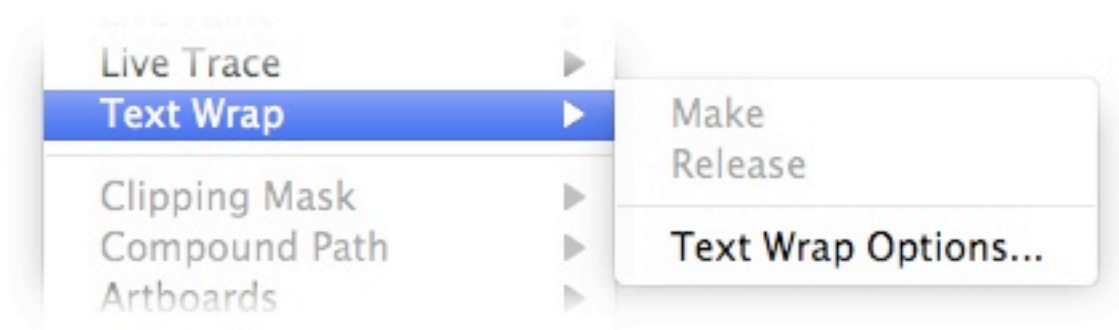 Live Trace
Text Wrap
Clipping Mask
Compound Path
Artboards
Make
Release
Text Wrap Options...